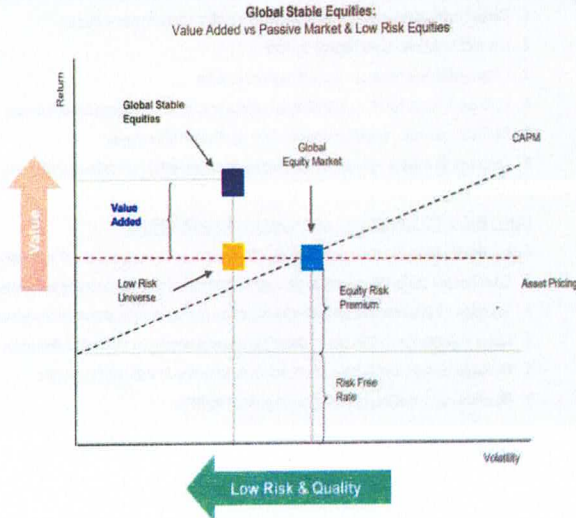 Global Stable Equities:
Value Added vs Passive Market & Low Risk Equities
Return
Global Stable
Equities
Global
Equity Market
CAPM
Value
Value
Added
Low Risk
Universe
Equity Risk
Premium
Asset Pricing
Risk Free
Rate
Volatility
Low Risk & Quality